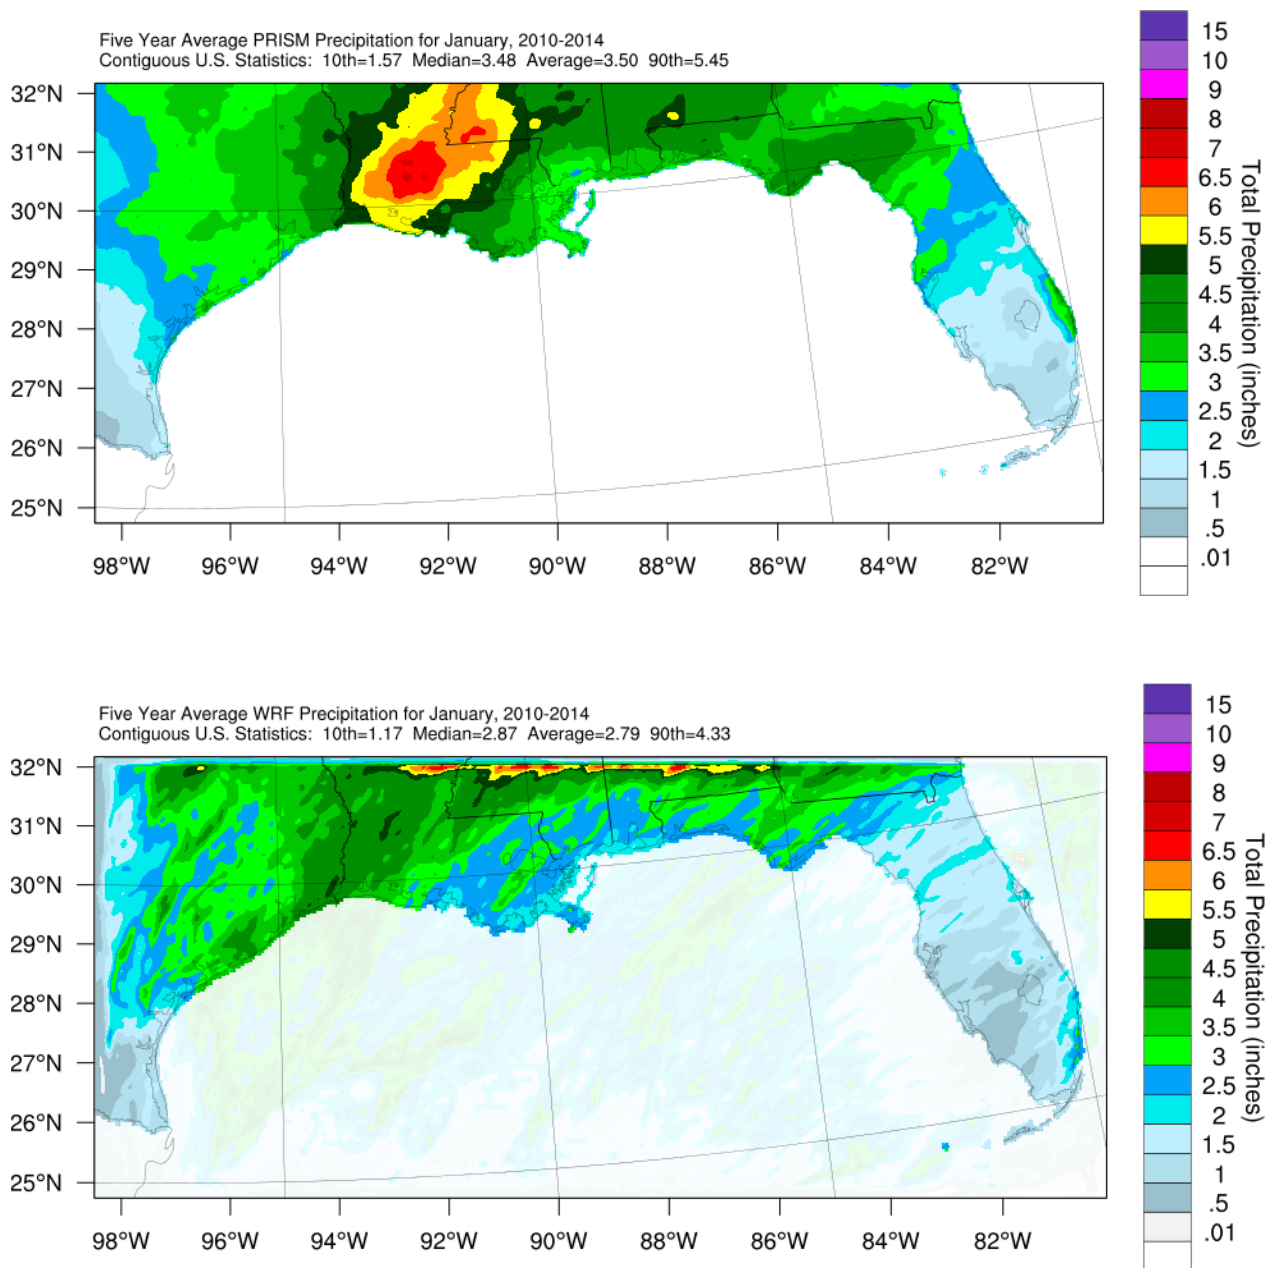 Five Year Average PRISM Precipitation for January, 2010-2014
Contiguous U.S. Statistics:  10th=1.57  Median=3.48  Average=3.50  90th=5.45
32°N
31°N
30°N
29°N
28°N
27°N
26°N
25°N
98°W
96°W
94°W
92°W
90°W
88°W
86°W
84°W
82°W
15
10
9
8
7
6.5
6
5.5
5
4.5
4
3.5
3
2.5
2
1.5
1
.5
.01
Total Precipitation (inches)
Five Year Average WRF Precipitation for January, 2010-2014
Contiguous U.S. Statistics:  10th=1.17  Median=2.87  Average=2.79  90th=4.33
32°N
31°N
30°N
29°N
28°N
27°N
26°N
25°N
98°W
96°W
94°W
92°W
90°W
88°W
86°W
84°W
82°W
15
10
9
8
7
6.5
6
5.5
5
4.5
4
3.5
3
2.5
2
1.5
1
.5
.01
Total Precipitation (inches)